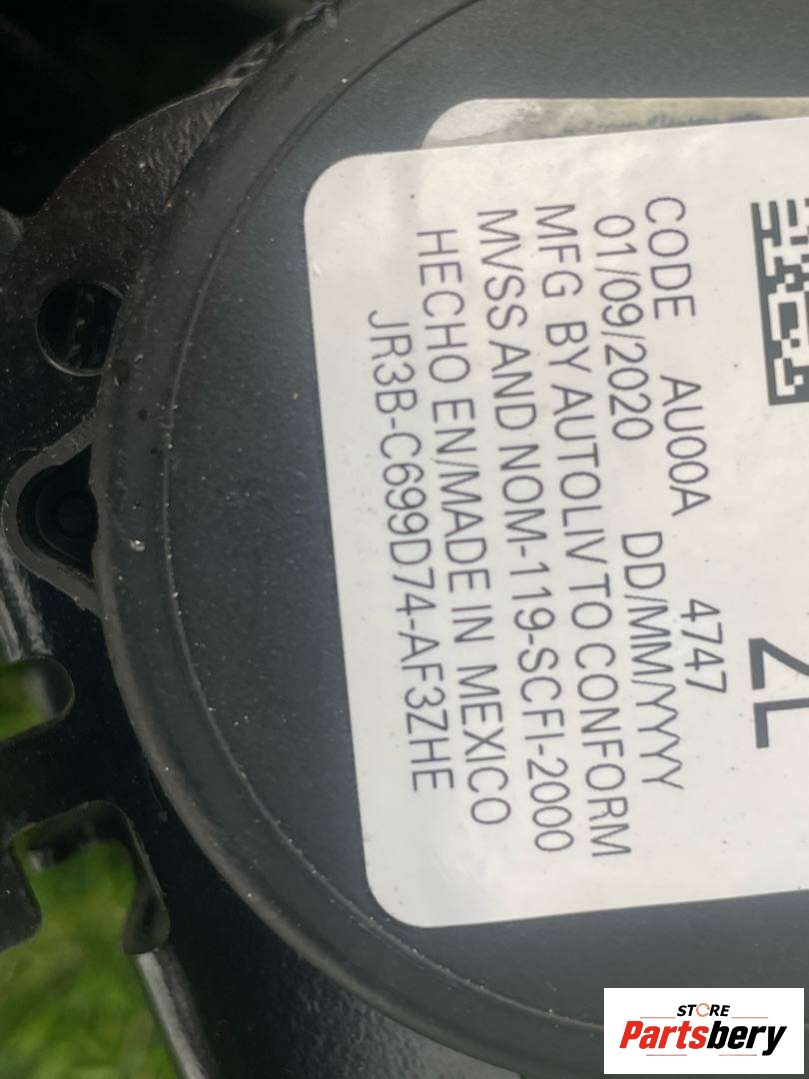 ZL
CODE AU00A 4747
01/09/2020 DD/MM/YYYY
MFG BY AUTOLIV TO CONFORM
MVSS AND NOM-119-SCFI-2000
HECHO EN/MADE IN MEXICO
JR3B-C699D74-AF3ZHE
STORE
Partsbery